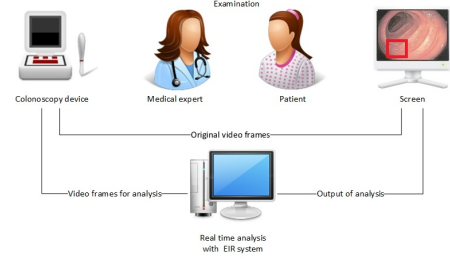 Examination
Colonoscopy device
Medical expert
Patient
Screen
Original video frames
Video frames for analysis
Output of analysis
Real time analysis
with EIR system